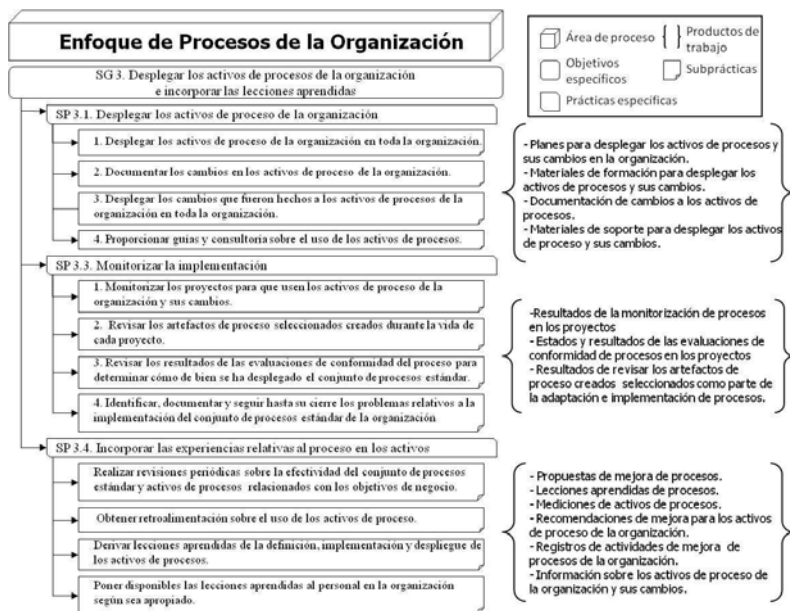 Enfoque de Procesos de la Organización
Área de proceso
Productos de
trabajo
Objetivos
específicos
Subprácticas
Prácticas específicas
SG 3. Desplegar los activos de procesos de la organización
e incorporar las lecciones aprendidas
SP 3.1. Desplegar los activos de proceso de la organización
1. Desplegar los activos de proceso de la organización en toda la organización.
2. Documentar los cambios en los activos de proceso de la organización.
3. Desplegar los cambios que fueron hechos a los activos de procesos de la
organización en toda la organización.
4. Proporcionar guías y consultoría sobre el uso de los activos de procesos.
- Planes para desplegar los activos de procesos y
sus cambios en la organización.
- Materiales de formación para desplegar los
activos de procesos y sus cambios.
- Documentación de cambios a los activos de
procesos.
- Materiales de soporte para desplegar los activos
de proceso y sus cambios.
SP 3.3. Monitorizar la implementación
1. Monitorizar los proyectos para que usen los activos de proceso de la
organización y sus cambios.
2. Revisar los artefactos de proceso seleccionados creados durante la vida de
cada proyecto.
3. Revisar los resultados de las evaluaciones de conformidad del proceso para
determinar cómo de bien se ha desplegado el conjunto de procesos estándar.
4. Identificar, documentar y seguir hasta su cierre los problemas relativos a la
implementación del conjunto de procesos estándar de la organización
-Resultados de la monitorización de procesos
en los proyectos
- Estados y resultados de las evaluaciones de
conformidad de procesos en los proyectos
- Resultados de revisar los artefactos de
proceso creados seleccionados como parte de
la adaptación e implementación de procesos.
SP 3.4. Incorporar las experiencias relativas al proceso en los activos
Realizar revisiones periódicas sobre la efectividad del conjunto de procesos
estándar y activos de procesos relacionados con los objetivos de negocio.
Obtener retroalimentación sobre el uso de los activos de proceso.
Derivar lecciones aprendidas de la definición, implementación y despliegue de
los activos de procesos.
Poner disponibles las lecciones aprendidas al personal en la organización
según sea apropiado.
- Propuestas de mejora de procesos.
- Lecciones aprendidas de procesos.
- Mediciones de activos de procesos.
- Recomendaciones de mejora para los activos
de proceso de la organización.
- Registros de actividades de mejora de
procesos de la organización.
- Información sobre los activos de proceso de
la organización y sus cambios.